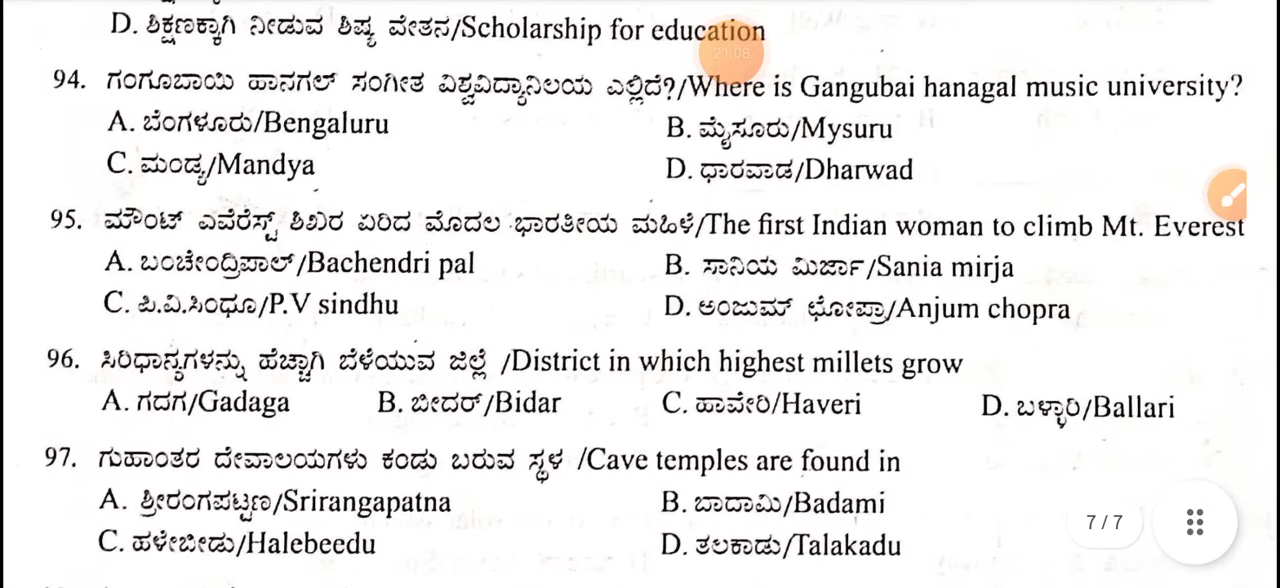 D. ಶಿಕ್ಷಣಕ್ಕಾಗಿ ನೀಡುವ ಶಿಷ್ಯ ವೇತನ/Scholarship for education
21:08
94. ಗಂಗೂಬಾಯಿ ಹಾನಗಲ್ ಸಂಗೀತ ವಿಶ್ವವಿದ್ಯಾನಿಲಯ ಎಲ್ಲಿದೆ?/Where is Gangubai hanagal music university?
A. ಬೆಂಗಳೂರು/Bengaluru B. ಮೈಸೂರು/Mysuru
C. ಮಂಡ್ಯ/Mandya D. ಧಾರವಾಡ/Dharwad
95. ಮೌಂಟ್ ಎವೆರೆಸ್ಟ್ ಶಿಖರ ಏರಿದ ಮೊದಲ ಭಾರತೀಯ ಮಹಿಳೆ/The first Indian woman to climb Mt. Everest
A. ಬಂಚೇಂದ್ರಿಪಾಲ್/Bachendri pal B. ಸಾನಿಯ ಮಿರ್ಜಾ/Sania mirja
C. ಪಿ.ವಿ.ಸಿಂಧೂ/P.V sindhu D. ಅಂಜುಮ್ ಛೋಪ್ರಾ/Anjum chopra
96. ಸಿರಿಧಾನ್ಯಗಳನ್ನು ಹೆಚ್ಚಾಗಿ ಬೆಳೆಯುವ ಜಿಲ್ಲೆ /District in which highest millets grow
A. ಗದಗ/Gadaga B. ಬೀದರ್/Bidar C. ಹಾವೇರಿ/Haveri D. ಬಳ್ಳಾರಿ/Ballari
97. ಗುಹಾಂತರ ದೇವಾಲಯಗಳು ಕಂಡು ಬರುವ ಸ್ಥಳ /Cave temples are found in
A. ಶ್ರೀರಂಗಪಟ್ಟಣ/Srirangapatna B. ಬಾದಾಮಿ/Badami
C. ಹಳೇಬೀಡು/Halebeedu D. ತಲಕಾಡು/Talakadu
7 / 7